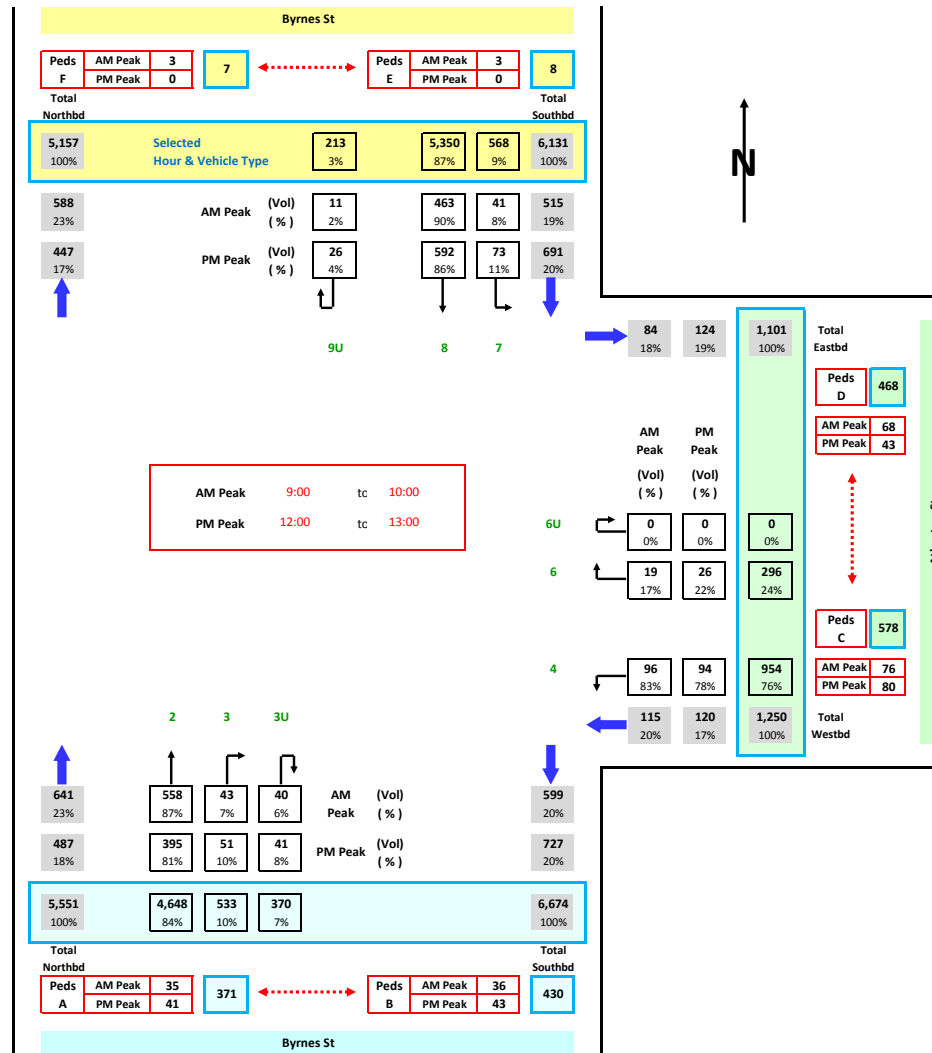 Byrnes St
Peds F AM Peak 3 7 Peds E AM Peak 3 8
PM Peak 0 PM Peak 0
Total Northbd Total Southbd
5,157 Selected 213 5,350 568 6,131
100% Hour & Vehicle Type 3% 87% 9% 100%
588 AM Peak (Vol) 11 463 41 515
23% ( % ) 2% 90% 8% 19%
447 PM Peak (Vol) 26 592 73 691
17% ( % ) 4% 86% 11% 20%
N
9U 8 7
84 124 1,101 Total
18% 19% 100% Eastbd
Peds D 468
AM Peak 68
PM Peak 43
AM PM
Peak Peak
(Vol) (Vol)
( % ) ( % )
AM Peak 9:00 to 10:00
PM Peak 12:00 to 13:00
6U 0 0 0
0% 0% 0%
6 19 26 296
17% 22% 24%
Peds C 578
4 96 94 954
83% 78% 76%
AM Peak 76
PM Peak 80
115 120 1,250 Total
20% 17% 100% Westbd
2 3 3U
641 558 43 40 AM (Vol) 599
23% 87% 7% 6% Peak ( % ) 20%
487 395 51 41 PM Peak (Vol) 727
18% 81% 10% 8% ( % ) 20%
5,551 4,648 533 370 6,674
100% 84% 10% 7% 100%
Total Northbd Total Southbd
Peds A AM Peak 35 371 Peds B AM Peak 36 430
PM Peak 41 PM Peak 43
Byrnes St